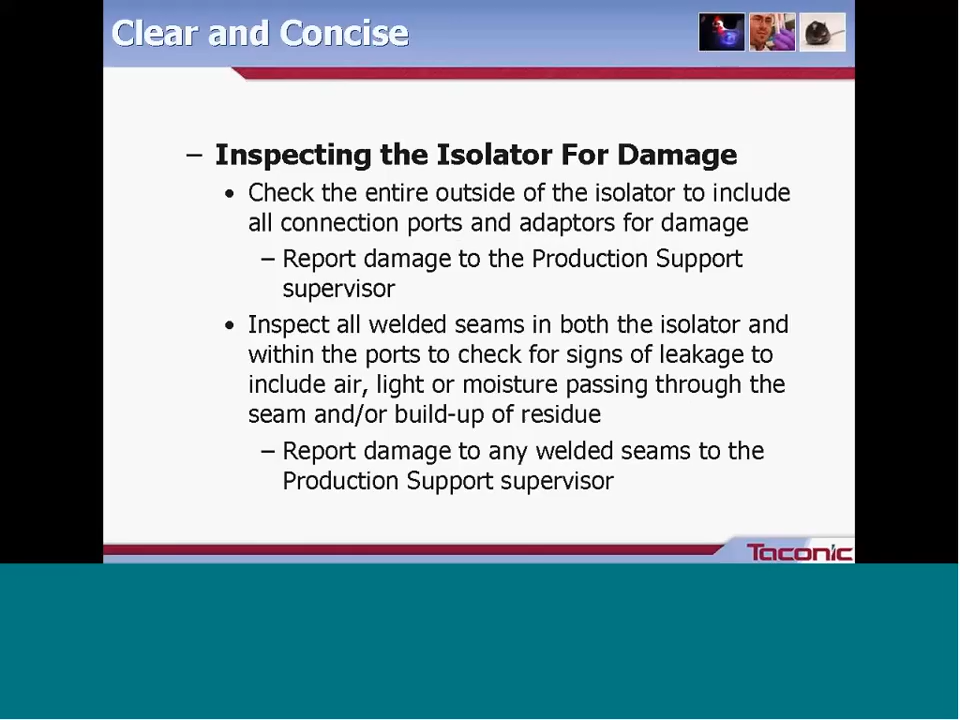 Clear and Concise
– Inspecting the Isolator For Damage
• Check the entire outside of the isolator to include
all connection ports and adaptors for damage
– Report damage to the Production Support
supervisor
• Inspect all welded seams in both the isolator and
within the ports to check for signs of leakage to
include air, light or moisture passing through the
seam and/or build-up of residue
– Report damage to any welded seams to the
Production Support supervisor
Taconic